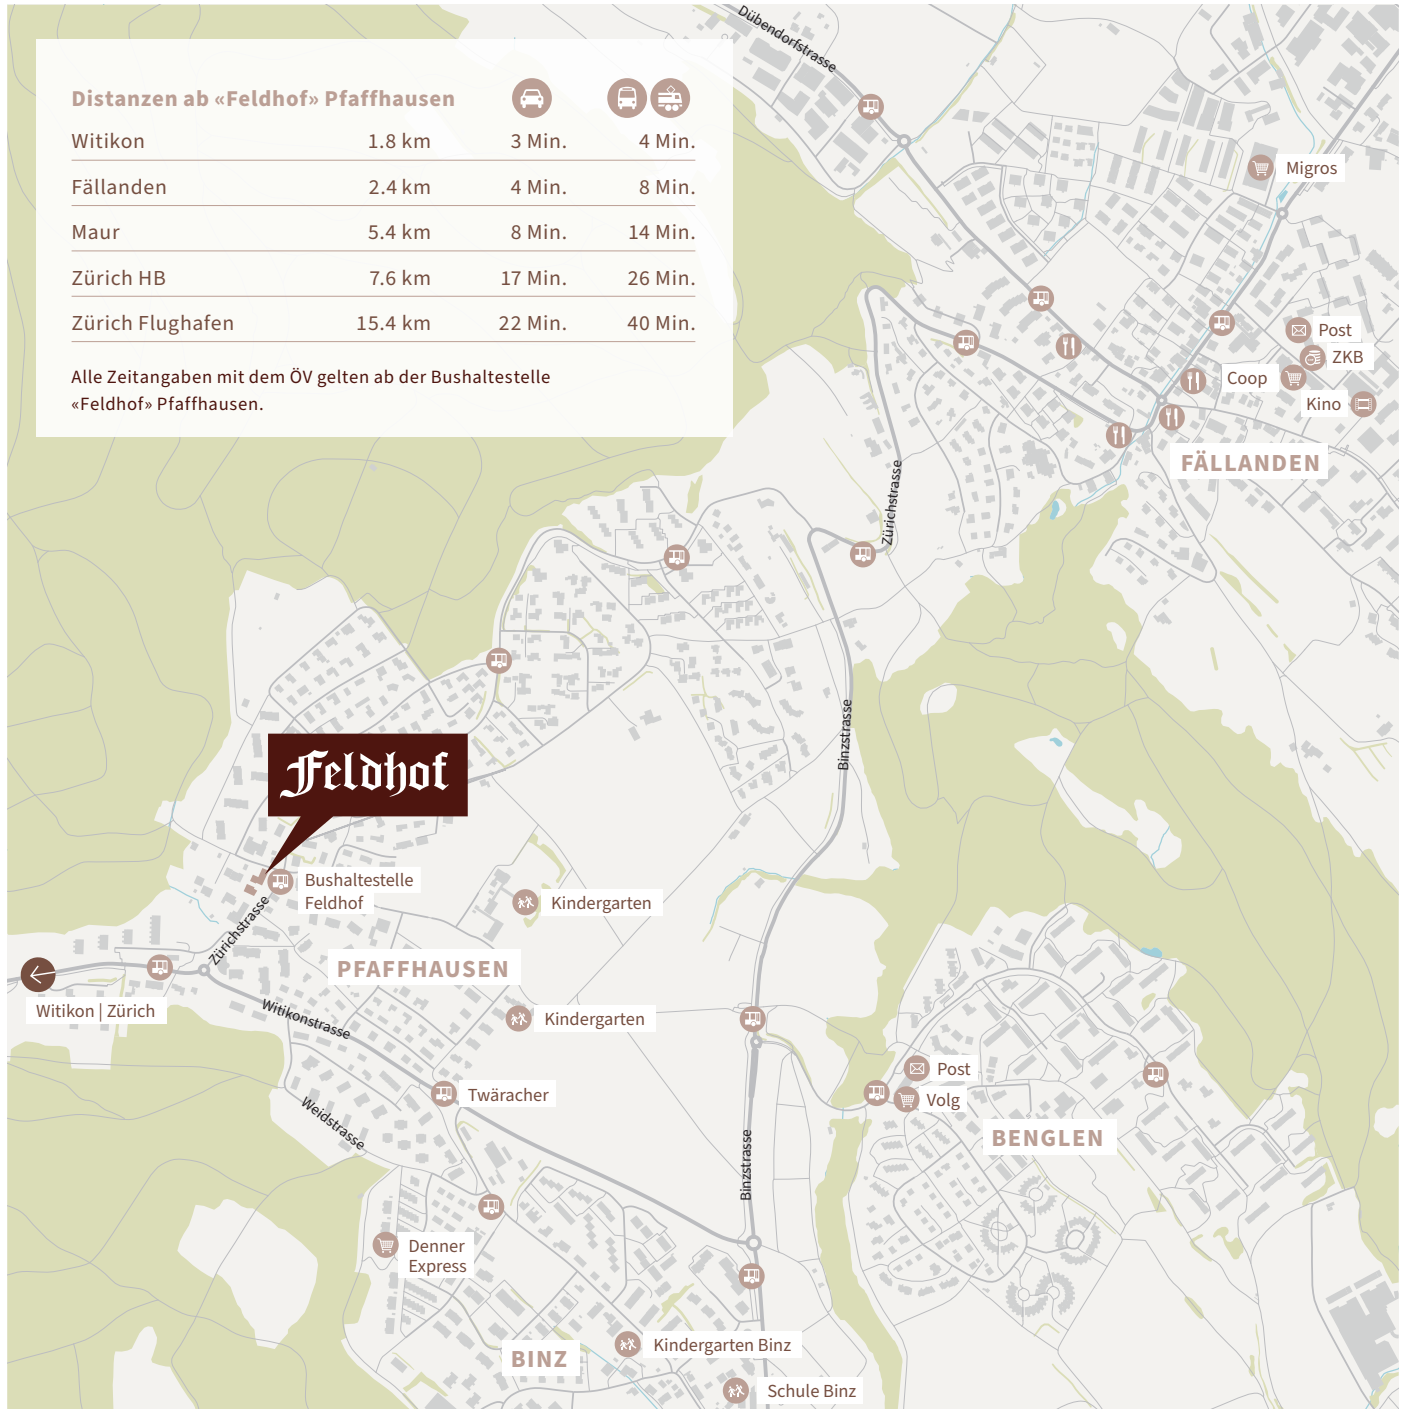 Dübendorfstrasse
Distanzen ab «Feldhof» Pfaffhausen
Witikon 1.8 km 3 Min. 4 Min.
Fällanden 2.4 km 4 Min. 8 Min.
Maur 5.4 km 8 Min. 14 Min.
Zürich HB 7.6 km 17 Min. 26 Min.
Zürich Flughafen 15.4 km 22 Min. 40 Min.
Alle Zeitangaben mit dem ÖV gelten ab der Bushaltestelle
«Feldhof» Pfaffhausen.
Migros
Post
ZKB
Coop
Kino
FÄLLANDEN
Zürichstrasse
Binzstrasse
Feldhof
Bushaltestelle
Feldhof
Kindergarten
Zürichstrasse
PFAFFHAUSEN
Witikon | Zürich
Witikonstrasse
Kindergarten
Twäracher
Post
Volg
Weidstrasse
BENGLEN
Binzstrasse
Denner
Express
Kindergarten Binz
BINZ
Schule Binz